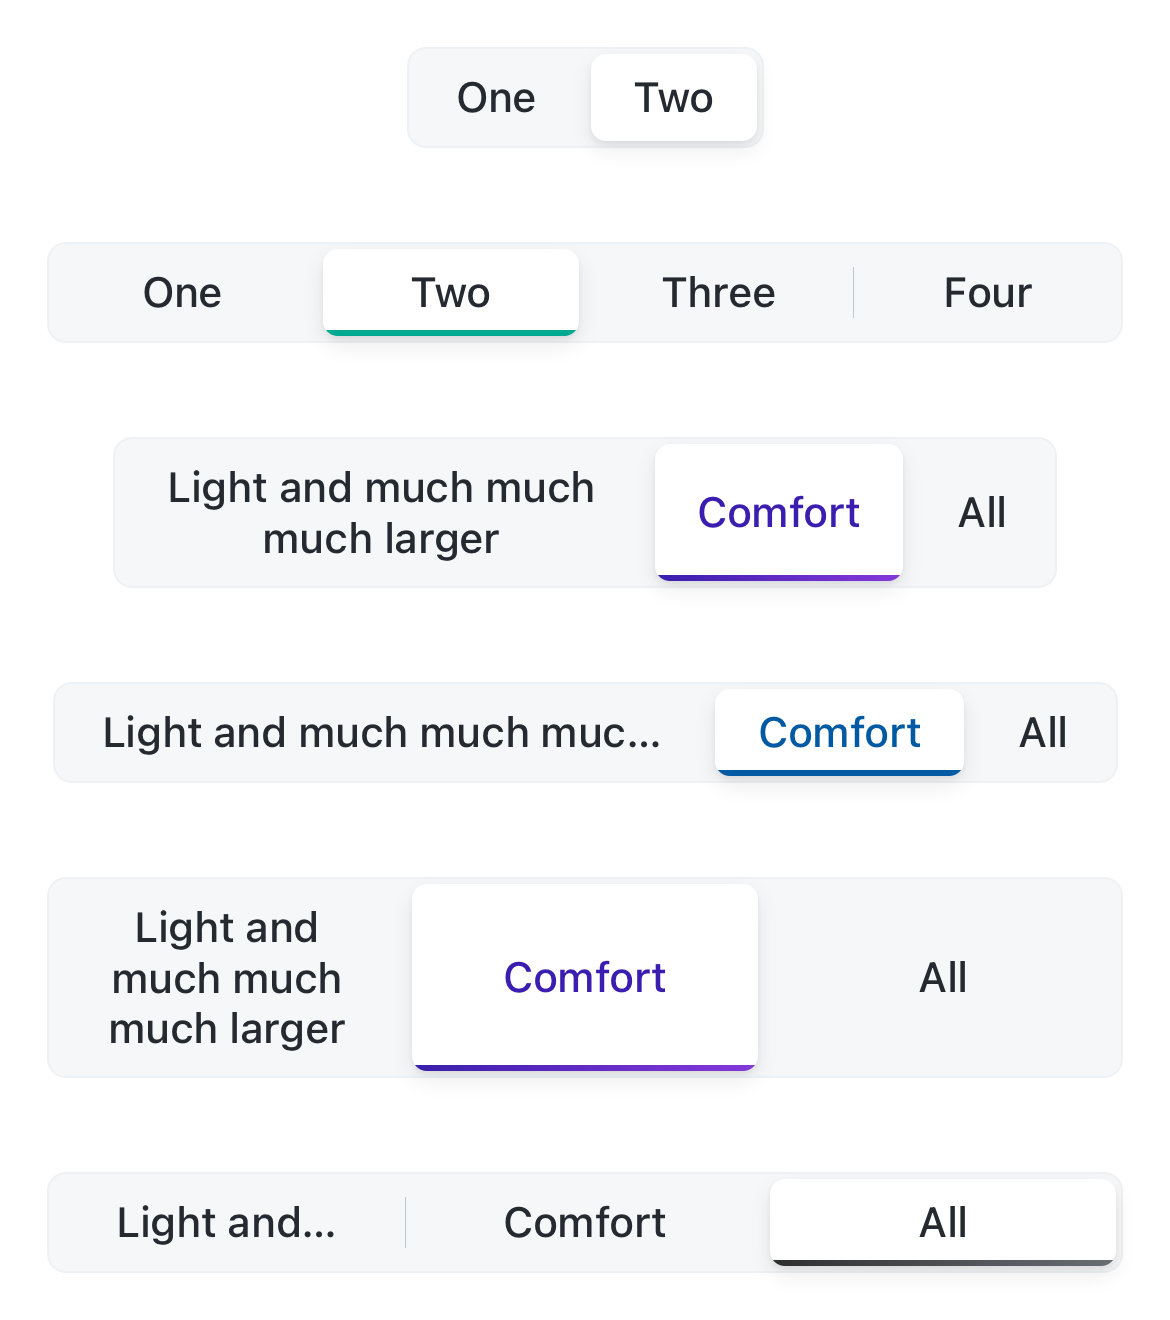 One Two
One Two Three Four
Light and much much
much larger
Comfort
All
Light and much much muc... Comfort All
Light and
much much
much larger
Comfort
All
Light and... Comfort All